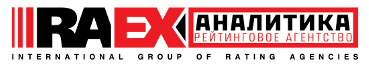 RAEX АНАЛИТИКА
РЕЙТИНГОВОЕ АГЕНТСТВО
INTERNATIONAL GROUP OF RATING AGENCIES